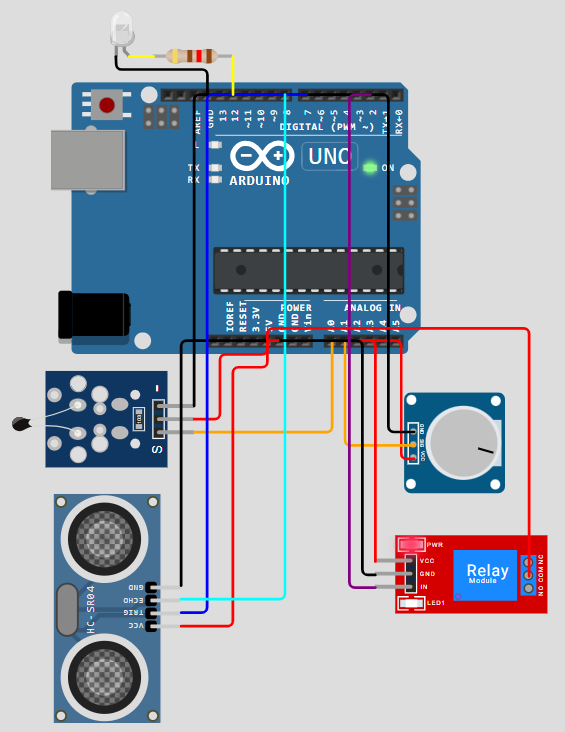 AREF
GND
13
12
~11
~10
~9
8
7
~6
~5
4
~3
2
TX→1
RX←0
DIGITAL (PWM ~)
L
TX
RX
UNO
ARDUINO
ON
IOREF
RESET
3.3V
5V
GND
GND
Vin
POWER
ANALOG IN
A0
A1
A2
A3
A4
A5
-
S
103
GND
SIG
VCC
HC-SR04
GND
ECHO
TRIG
VCC
PWR
VCC
GND
IN
LED1
Relay
Module
NO COM NC